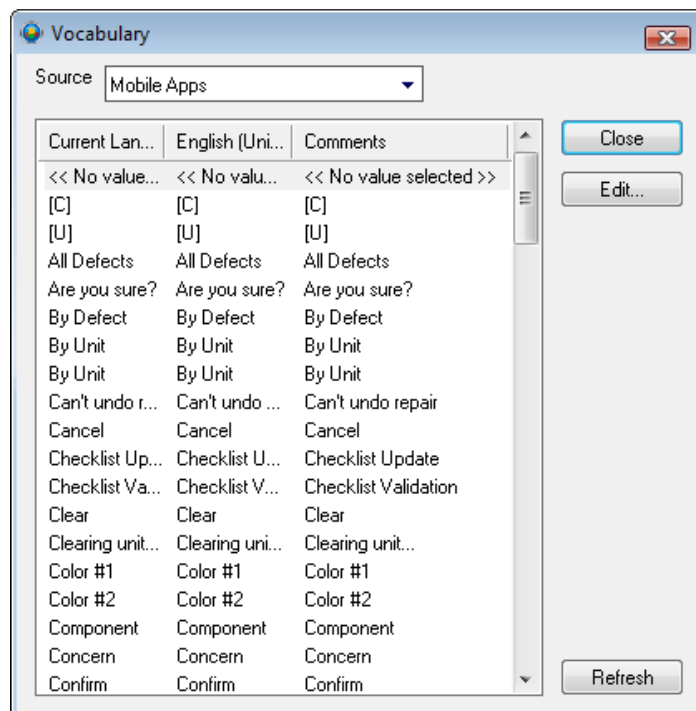 Vocabulary
Source Mobile Apps
Current Lan... English (Uni... Comments Close
<< No value... << No valu... << No value selected >> Edit...
[C] [C] [C]
[U] [U] [U]
All Defects All Defects All Defects
Are you sure? Are you sure? Are you sure?
By Defect By Defect By Defect
By Unit By Unit By Unit
By Unit By Unit By Unit
Can't undo r... Can't undo ... Can't undo repair
Cancel Cancel Cancel
Checklist Up... Checklist U... Checklist Update
Checklist Va... Checklist V... Checklist Validation
Clear Clear Clear
Clearing unit... Clearing uni... Clearing unit...
Color #1 Color #1 Color #1
Color #2 Color #2 Color #2
Component Component Component
Concern Concern Concern
Confirm Confirm Confirm Refresh